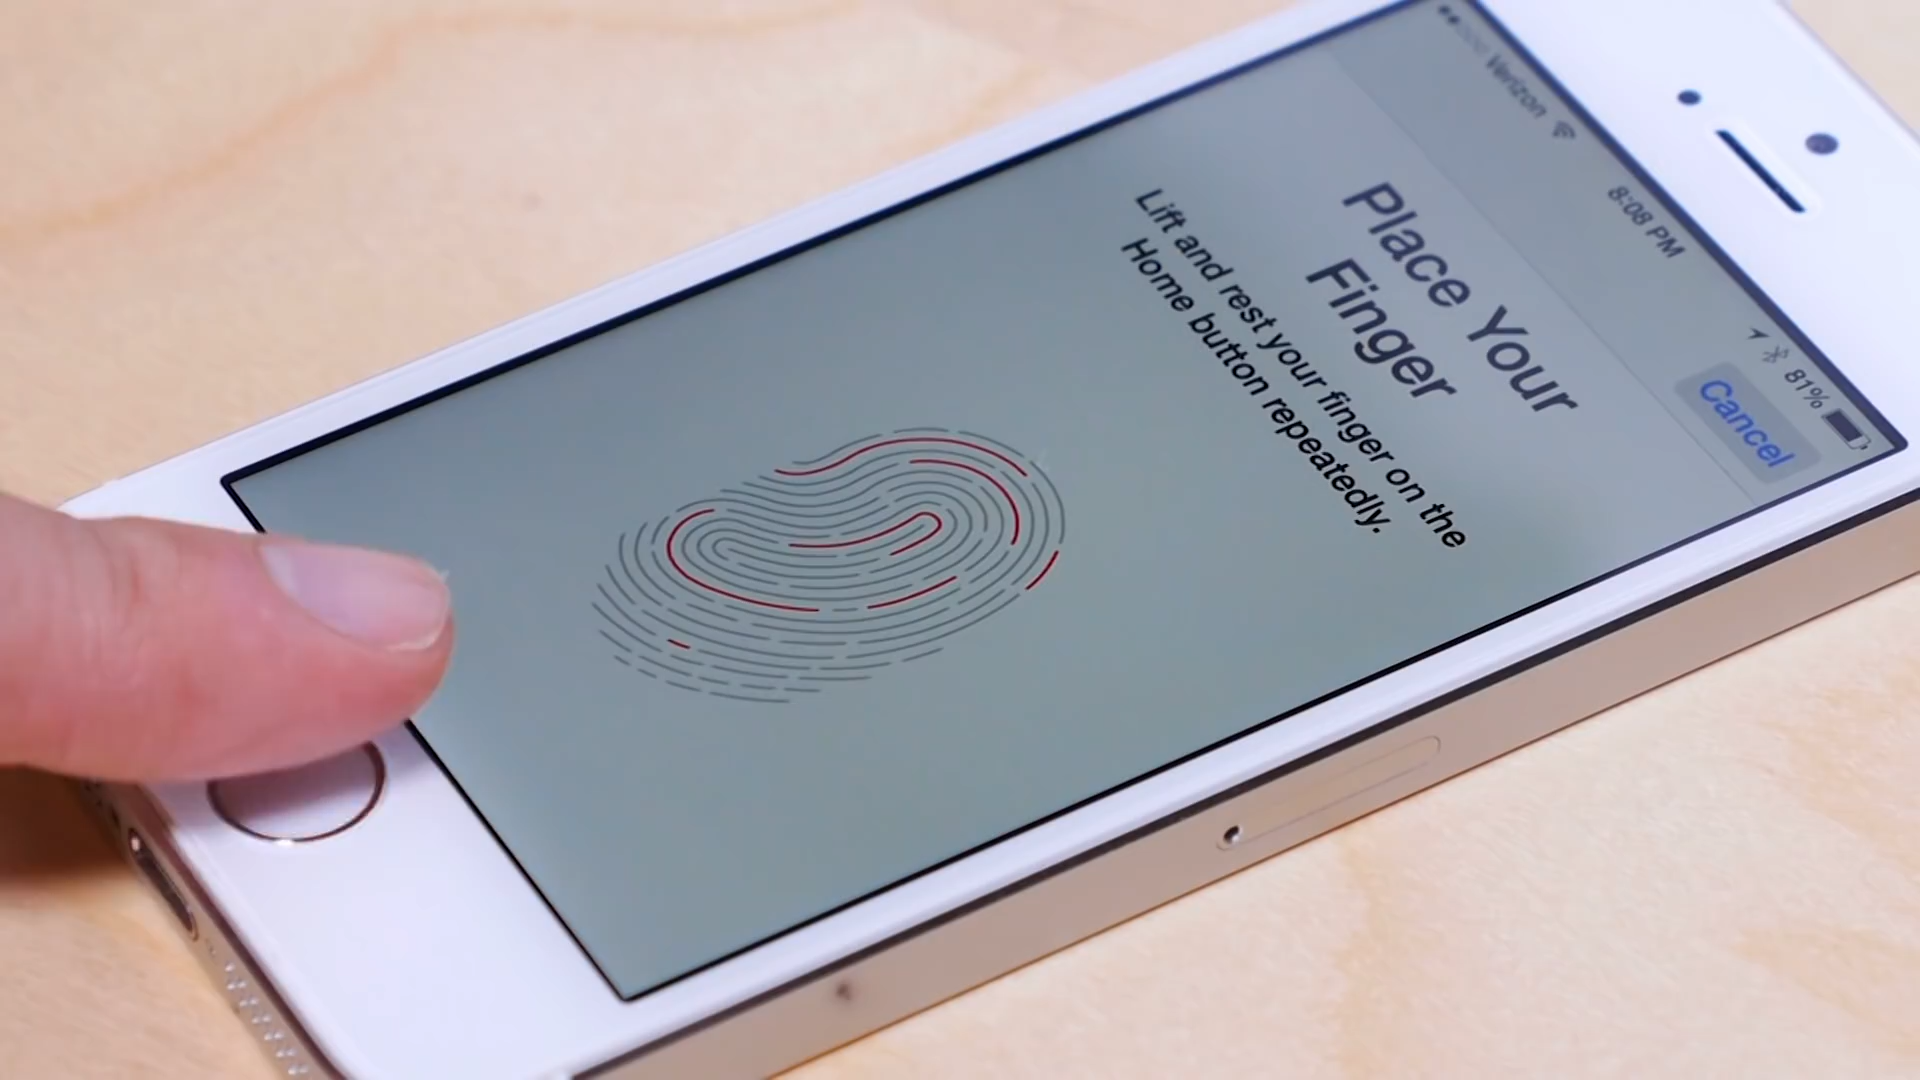 Verizon 8:08 PM 81%
Cancel
Place Your
Finger
Lift and rest your finger on the
Home button repeatedly.